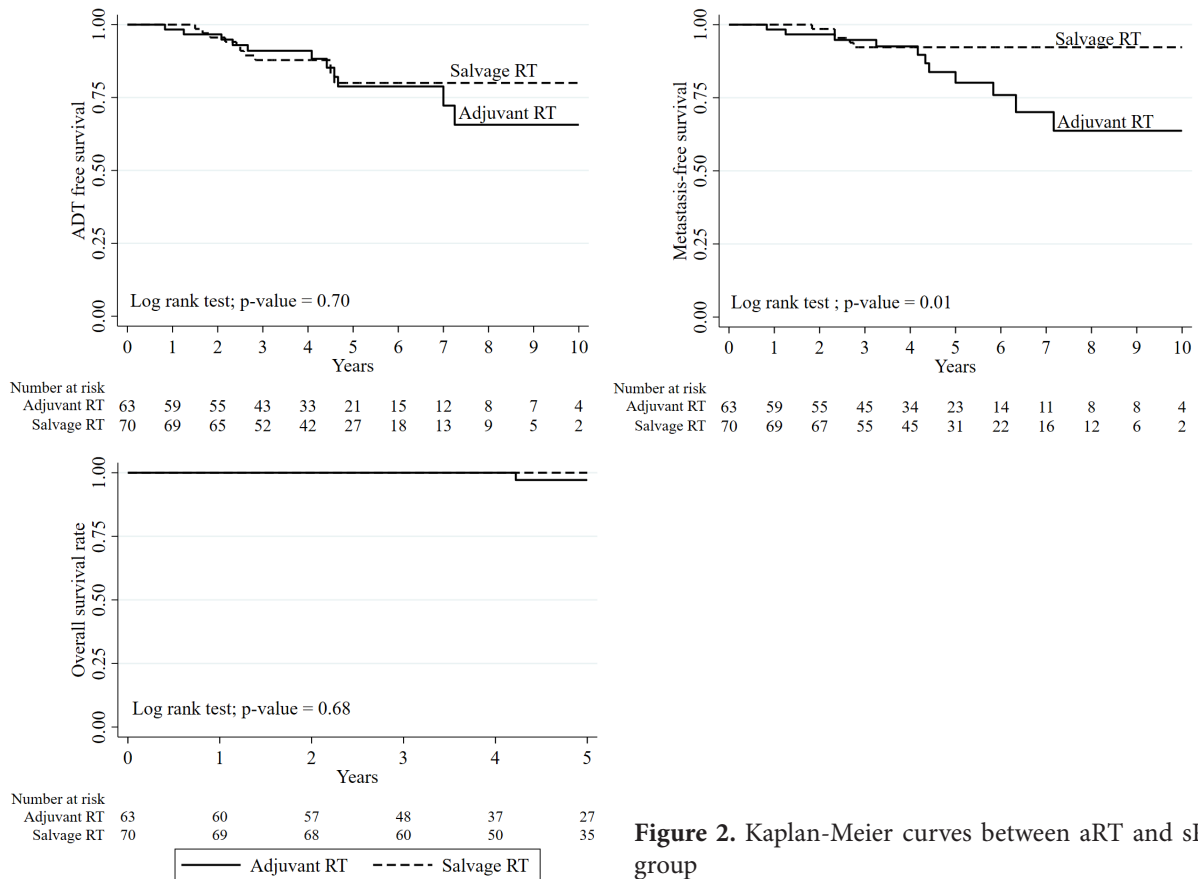 1.00
0.75
0.50
0.25
0.00
ADT free survival
Salvage RT
Adjuvant RT
Log rank test; p-value = 0.70
0 1 2 3 4 5 6 7 8 9 10
Years
Number at risk
Adjuvant RT 63 59 55 43 33 21 15 12 8 7 4
Salvage RT 70 69 65 52 42 27 18 13 9 5 2
1.00
0.75
0.50
0.25
0.00
Metastasis-free survival
Salvage RT
Adjuvant RT
Log rank test ; p-value = 0.01
0 1 2 3 4 5 6 7 8 9 10
Years
Number at risk
Adjuvant RT 63 59 55 45 34 23 14 11 8 8 4
Salvage RT 70 69 67 55 45 31 22 16 12 6 2
1.00
0.75
0.50
0.25
0.00
Overall survival rate
Log rank test; p-value = 0.68
0 1 2 3 4 5
Years
Number at risk
Adjuvant RT 63 60 57 48 37 27
Salvage RT 70 69 68 60 50 35
Adjuvant RT Salvage RT
Figure 2. Kaplan-Meier curves between aRT and
group